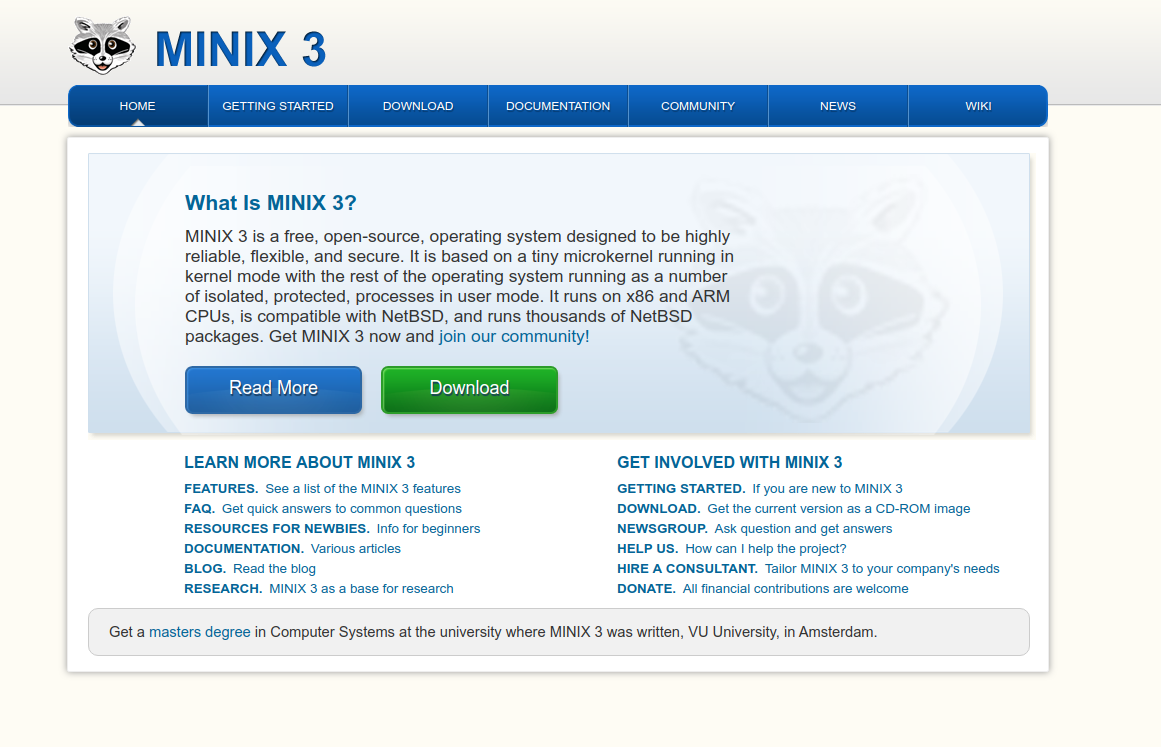 MINIX 3
HOME
GETTING STARTED
DOWNLOAD
DOCUMENTATION
COMMUNITY
NEWS
WIKI
What Is MINIX 3?
MINIX 3 is a free, open-source, operating system designed to be highly
reliable, flexible, and secure. It is based on a tiny microkernel running in
kernel mode with the rest of the operating system running as a number
of isolated, protected, processes in user mode. It runs on x86 and ARM
CPUs, is compatible with NetBSD, and runs thousands of NetBSD
packages. Get MINIX 3 now and join our community!
Read More
Download
LEARN MORE ABOUT MINIX 3
FEATURES. See a list of the MINIX 3 features
FAQ. Get quick answers to common questions
RESOURCES FOR NEWBIES. Info for beginners
DOCUMENTATION. Various articles
BLOG. Read the blog
RESEARCH. MINIX 3 as a base for research
GET INVOLVED WITH MINIX 3
GETTING STARTED. If you are new to MINIX 3
DOWNLOAD. Get the current version as a CD-ROM image
NEWSGROUP. Ask question and get answers
HELP US. How can I help the project?
HIRE A CONSULTANT. Tailor MINIX 3 to your company's needs
DONATE. All financial contributions are welcome
Get a masters degree in Computer Systems at the university where MINIX 3 was written, VU University, in Amsterdam.